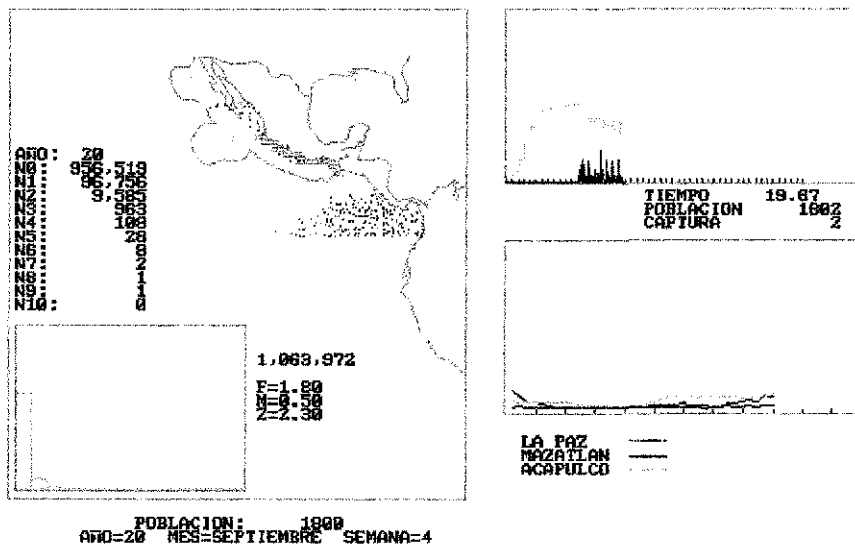 AÑO: 20
N0: 956,519
N1: 96,756
N2: 9,585
N3: 963
N4: 108
N5: 28
N6: 8
N7: 2
N8: 1
N9: 1
N10: 0
1,063,972
F=1.80
M=0.50
Z=2.30
POBLACION: 1800
AÑO=20 MES=SEPTIEMBRE SEMANA=4
TIEMPO 19.67
POBLACION 1802
CAPTURA 2
LA PAZ
MAZATLAN
ACAPULCO